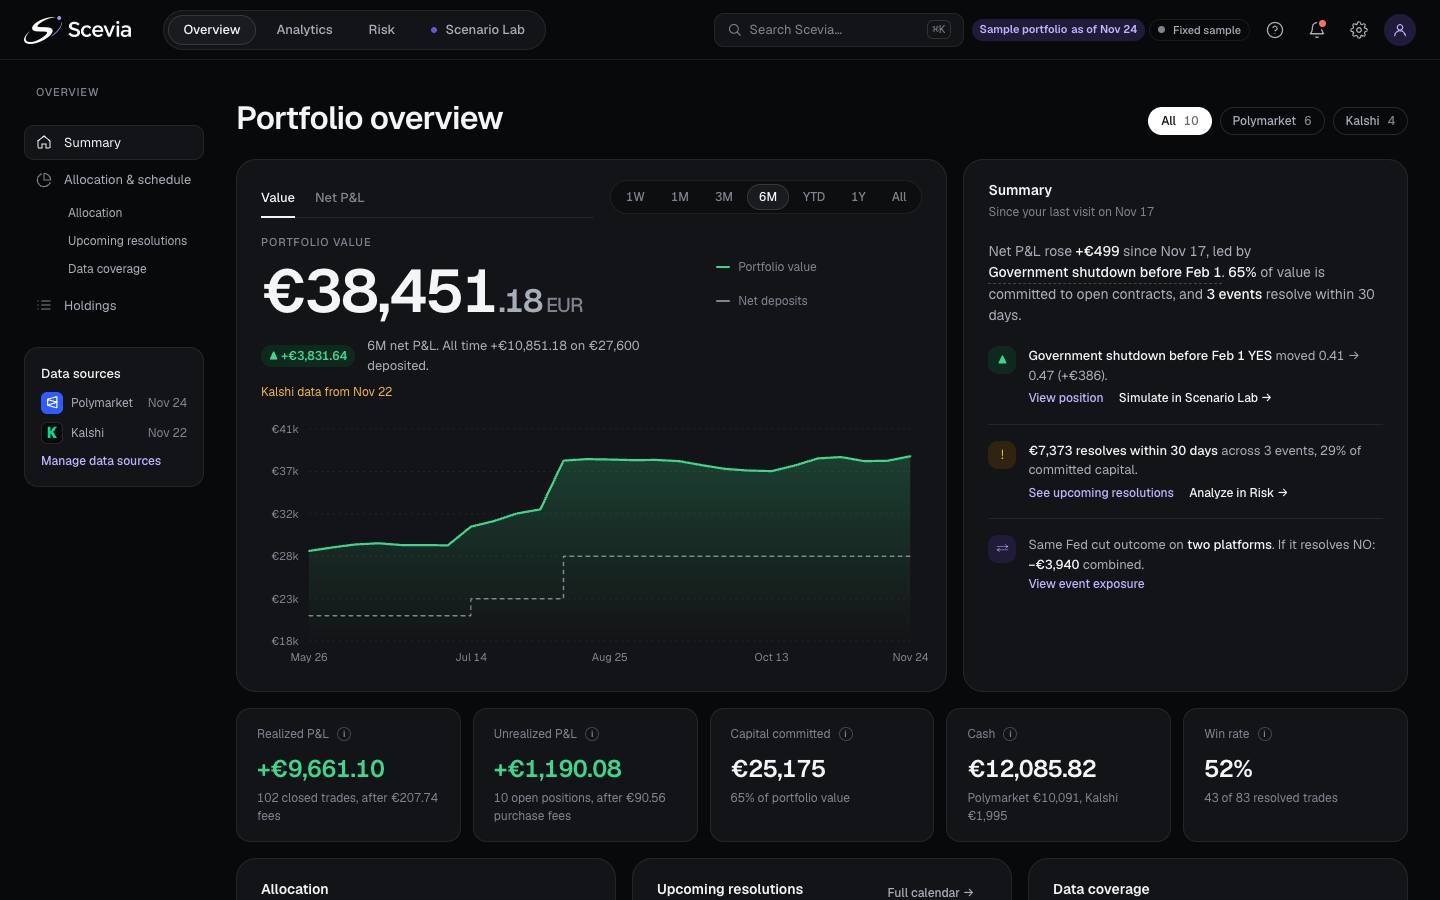 Scevia
Overview
Analytics
Risk
Scenario Lab
Search Scevia...
⌘K
Sample portfolio as of Nov 24
Fixed sample
OVERVIEW
Summary
Allocation & schedule
Allocation
Upcoming resolutions
Data coverage
Holdings
Data sources
Polymarket Nov 24
Kalshi Nov 22
Manage data sources
Portfolio overview
All 10
Polymarket 6
Kalshi 4
Value
Net P&L
1W 1M 3M 6M YTD 1Y All
PORTFOLIO VALUE
€38,451.18 EUR
Portfolio value
Net deposits
▲ +€3,831.64
6M net P&L. All time +€10,851.18 on €27,600
deposited.
Kalshi data from Nov 22
€41k
€37k
€32k
€28k
€23k
€18k
May 26 Jul 14 Aug 25 Oct 13 Nov 24
Summary
Since your last visit on Nov 17
Net P&L rose +€499 since Nov 17, led by
Government shutdown before Feb 1. 65% of value is
committed to open contracts, and 3 events resolve within 30
days.
Government shutdown before Feb 1 YES moved 0.41 →
0.47 (+€386).
View position Simulate in Scenario Lab →
!
€7,373 resolves within 30 days across 3 events, 29% of
committed capital.
See upcoming resolutions Analyze in Risk →
Same Fed cut outcome on two platforms. If it resolves NO:
−€3,940 combined.
View event exposure
Realized P&L
+€9,661.10
102 closed trades, after €207.74
fees
Unrealized P&L
+€1,190.08
10 open positions, after €90.56
purchase fees
Capital committed
€25,175
65% of portfolio value
Cash
€12,085.82
Polymarket €10,091, Kalshi
€1,995
Win rate
52%
43 of 83 resolved trades
Allocation
Upcoming resolutions
Full calendar →
Data coverage